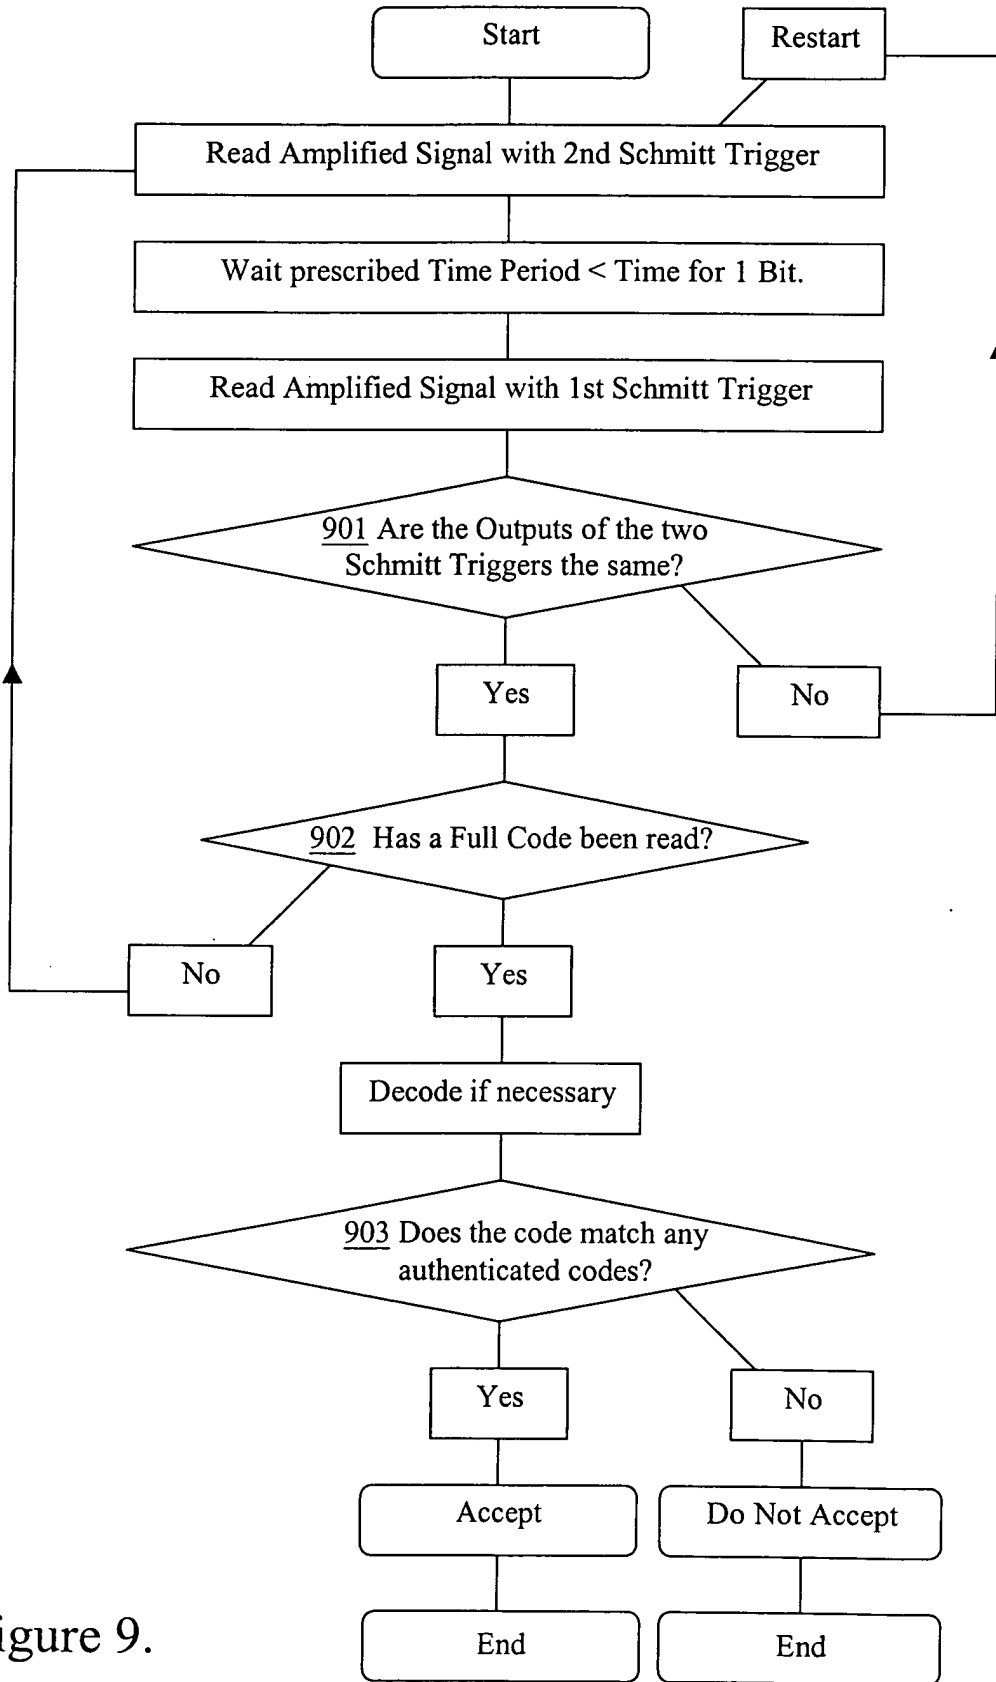 Start
Restart
Read Amplified Signal with 2nd Schmitt Trigger
Wait prescribed Time Period < Time for 1 Bit.
Read Amplified Signal with 1st Schmitt Trigger
901 Are the Outputs of the two
Schmitt Triggers the same?
Yes
No
902 Has a Full Code been read?
No
Yes
Decode if necessary
903 Does the code match any
authenticated codes?
Yes
No
Accept
Do Not Accept
End
End
igure 9.